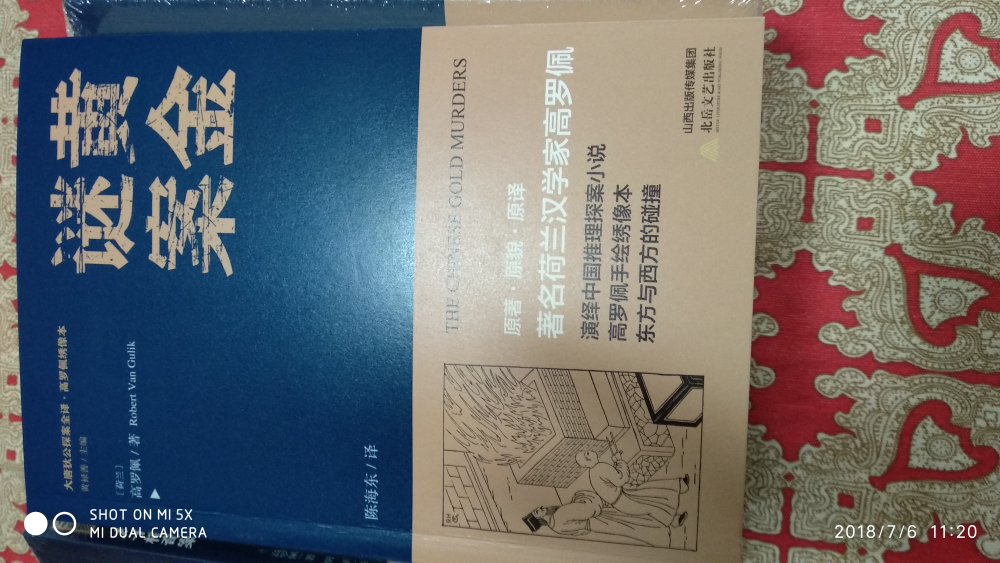 黄金
谜案
大唐狄公探案全译·高罗佩绣像本
黄禄善 / 主编
〔荷兰〕
高罗佩 / 著 Robert Van Gulik
陈海东 / 译
THE CHINESE GOLD MURDERS
原著·原貌·原译
著名荷兰汉学家高罗佩
演绎中国推理探案小说
高罗佩手绘绣像本
东方与西方的碰撞
山西出版传媒集团
北岳文艺出版社
SHOT ON MI 5X
MI DUAL CAMERA
2018/7/6 11:20